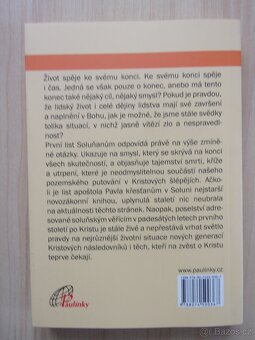 Život spěje ke svému konci. Ke svému konci spěje
i čas. Jedná se však pouze o konec, anebo má tento
konec také nějaký cíl, nějaký smysl? Pokud je pravdou,
že lidský život i celé dějiny lidstva mají své završení
a naplnění v Bohu, jak je možné, že jsme stále svědky
tolika situací, v nichž jasně vítězí zlo a nespravedl-
nost?
První list Soluňanům odpovídá právě na výše zmíně-
né otázky. Ukazuje na smysl, který se skrývá na konci
všech skutečností, a objasňuje tajemství smrti, kříže
a utrpení, které je neodmyslitelnou součástí našeho
pozemského putování v Kristových šlépějích. Ačko-
li je list apoštola Pavla křesťanům v Soluni nejstarší
novozákonní knihou, uplynulá staletí nic neubrala
na aktuálnosti těchto stránek. Naopak, poselství adre-
sované soluňským věřícím v padesátých letech prvního
století po Kristu je stále živé a nepřestává vrhat světlo
pravdy na nejrůznější životní situace nových generací
Kristových následovníků i těch, kteří na zvěst o Kristu
teprve čekají.
www.paulinky.cz
Paulinky